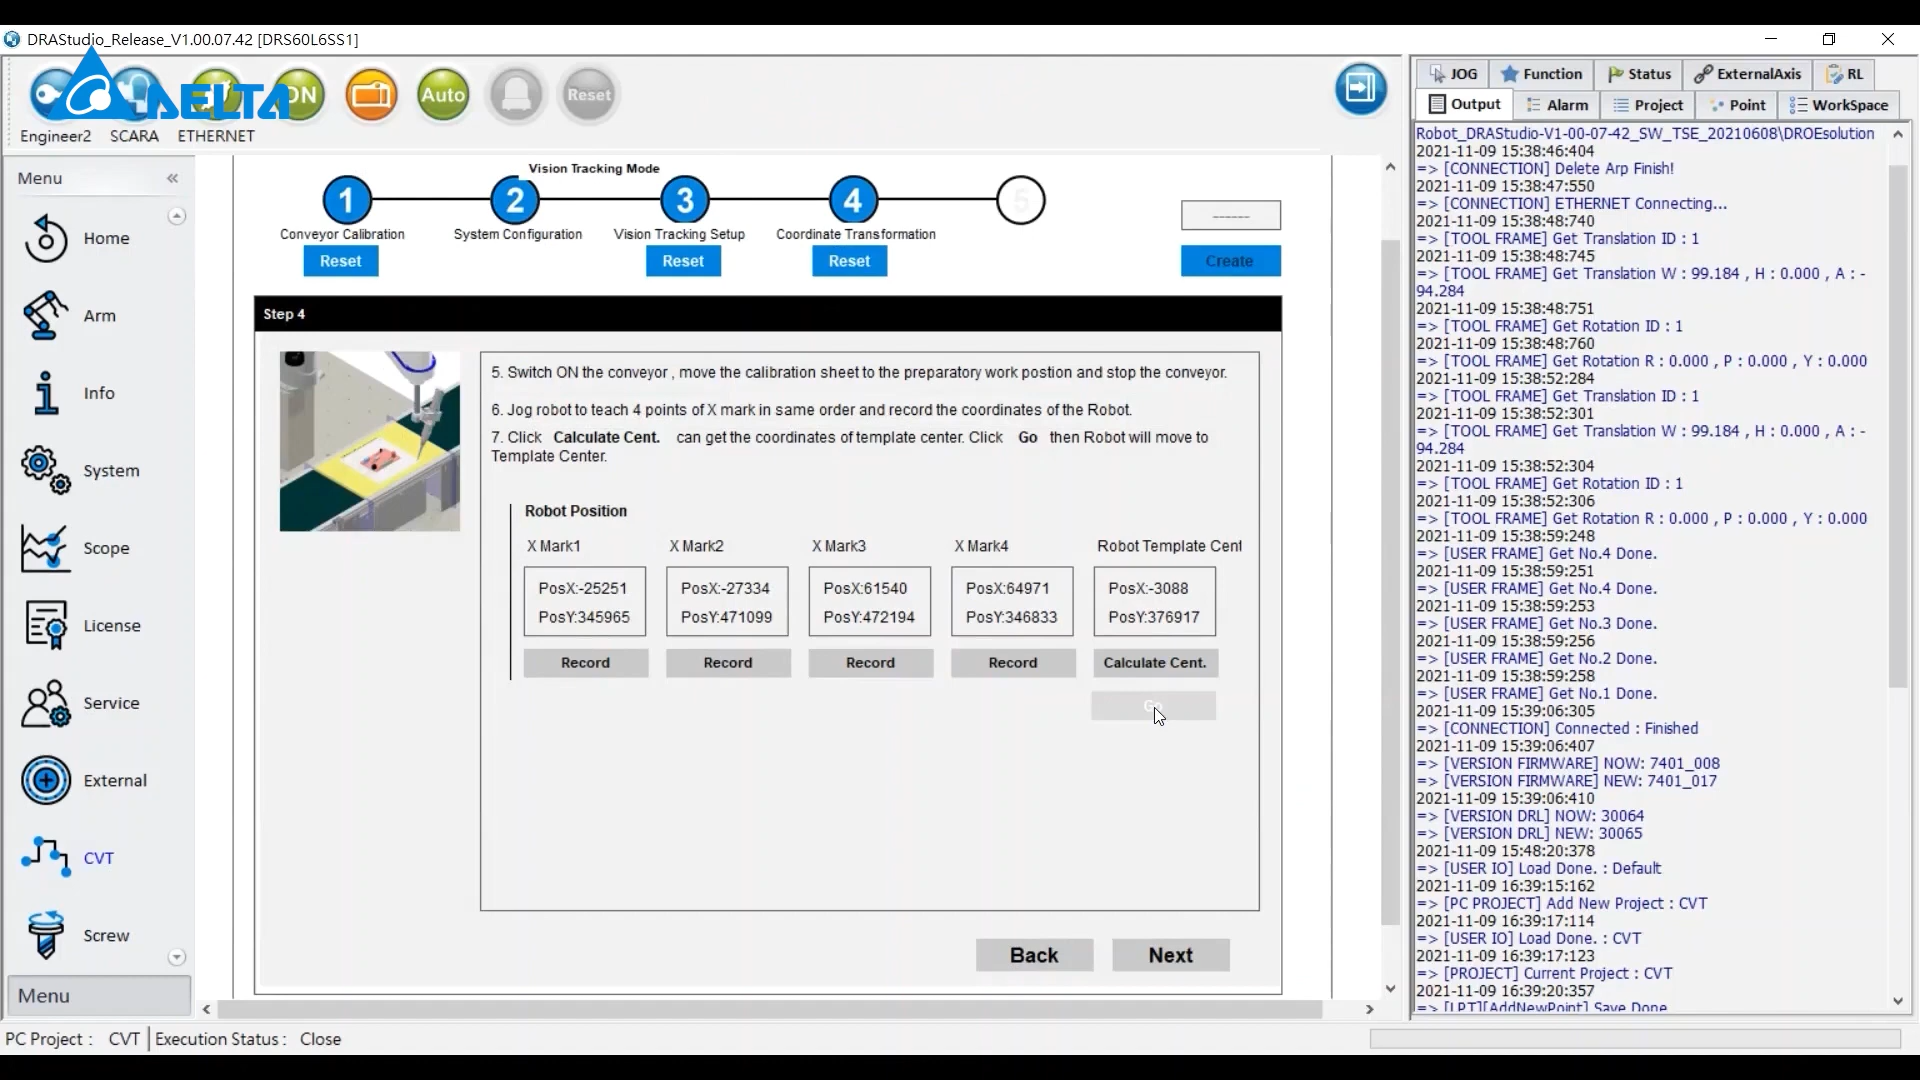 DRAStudio_Release_V1.00.07.42 [DRS60L6SS1]
DELTA
ON
Auto
Reset
Engineer2 SCARA ETHERNET
Menu
Home
Arm
Info
System
Scope
License
Service
External
CVT
Screw
Menu
Vision Tracking Mode
1 2 3 4 5
Conveyor Calibration System Configuration Vision Tracking Setup Coordinate Transformation
------
Reset Reset Reset Create
Step 4
5. Switch ON the conveyor , move the calibration sheet to the preparatory work postion and stop the conveyor.
6. Jog robot to teach 4 points of X mark in same order and record the coordinates of the Robot.
7. Click Calculate Cent. can get the coordinates of template center. Click Go then Robot will move to
Template Center.
Robot Position
X Mark1 X Mark2 X Mark3 X Mark4 Robot Template Cent
PosX:-25251 PosX:-27334 PosX:61540 PosX:64971 PosX:-3088
PosY:345965 PosY:471099 PosY:472194 PosY:346833 PosY:376917
Record Record Record Record Calculate Cent.
Go
Back Next
JOG Function Status ExternalAxis RL
Output Alarm Project Point WorkSpace
Robot_DRAStudio-V1-00-07-42_SW_TSE_20210608\DROEsolution
2021-11-09 15:38:46:404
=> [CONNECTION] Delete Arp Finish!
2021-11-09 15:38:47:550
=> [CONNECTION] ETHERNET Connecting...
2021-11-09 15:38:48:740
=> [TOOL FRAME] Get Translation ID : 1
2021-11-09 15:38:48:745
=> [TOOL FRAME] Get Translation W : 99.184 , H : 0.000 , A : -
94.284
2021-11-09 15:38:48:751
=> [TOOL FRAME] Get Rotation ID : 1
2021-11-09 15:38:48:760
=> [TOOL FRAME] Get Rotation R : 0.000 , P : 0.000 , Y : 0.000
2021-11-09 15:38:52:284
=> [TOOL FRAME] Get Translation ID : 1
2021-11-09 15:38:52:301
=> [TOOL FRAME] Get Translation W : 99.184 , H : 0.000 , A : -
94.284
2021-11-09 15:38:52:304
=> [TOOL FRAME] Get Rotation ID : 1
2021-11-09 15:38:52:306
=> [TOOL FRAME] Get Rotation R : 0.000 , P : 0.000 , Y : 0.000
2021-11-09 15:38:59:248
=> [USER FRAME] Get No.4 Done.
2021-11-09 15:38:59:251
=> [USER FRAME] Get No.4 Done.
2021-11-09 15:38:59:253
=> [USER FRAME] Get No.3 Done.
2021-11-09 15:38:59:256
=> [USER FRAME] Get No.2 Done.
2021-11-09 15:38:59:258
=> [USER FRAME] Get No.1 Done.
2021-11-09 15:39:06:305
=> [CONNECTION] Connected : Finished
2021-11-09 15:39:06:407
=> [VERSION FIRMWARE] NOW: 7401_008
=> [VERSION FIRMWARE] NEW: 7401_017
2021-11-09 15:39:06:410
=> [VERSION DRL] NOW: 30064
=> [VERSION DRL] NEW: 30065
2021-11-09 15:48:20:378
=> [USER IO] Load Done. : Default
2021-11-09 16:39:15:162
=> [PC PROJECT] Add New Project : CVT
2021-11-09 16:39:17:114
=> [USER IO] Load Done. : CVT
2021-11-09 16:39:17:123
=> [PROJECT] Current Project : CVT
2021-11-09 16:39:20:357
=> [LPT][AddNewPoint] Save Done
PC Project : CVT Execution Status : Close